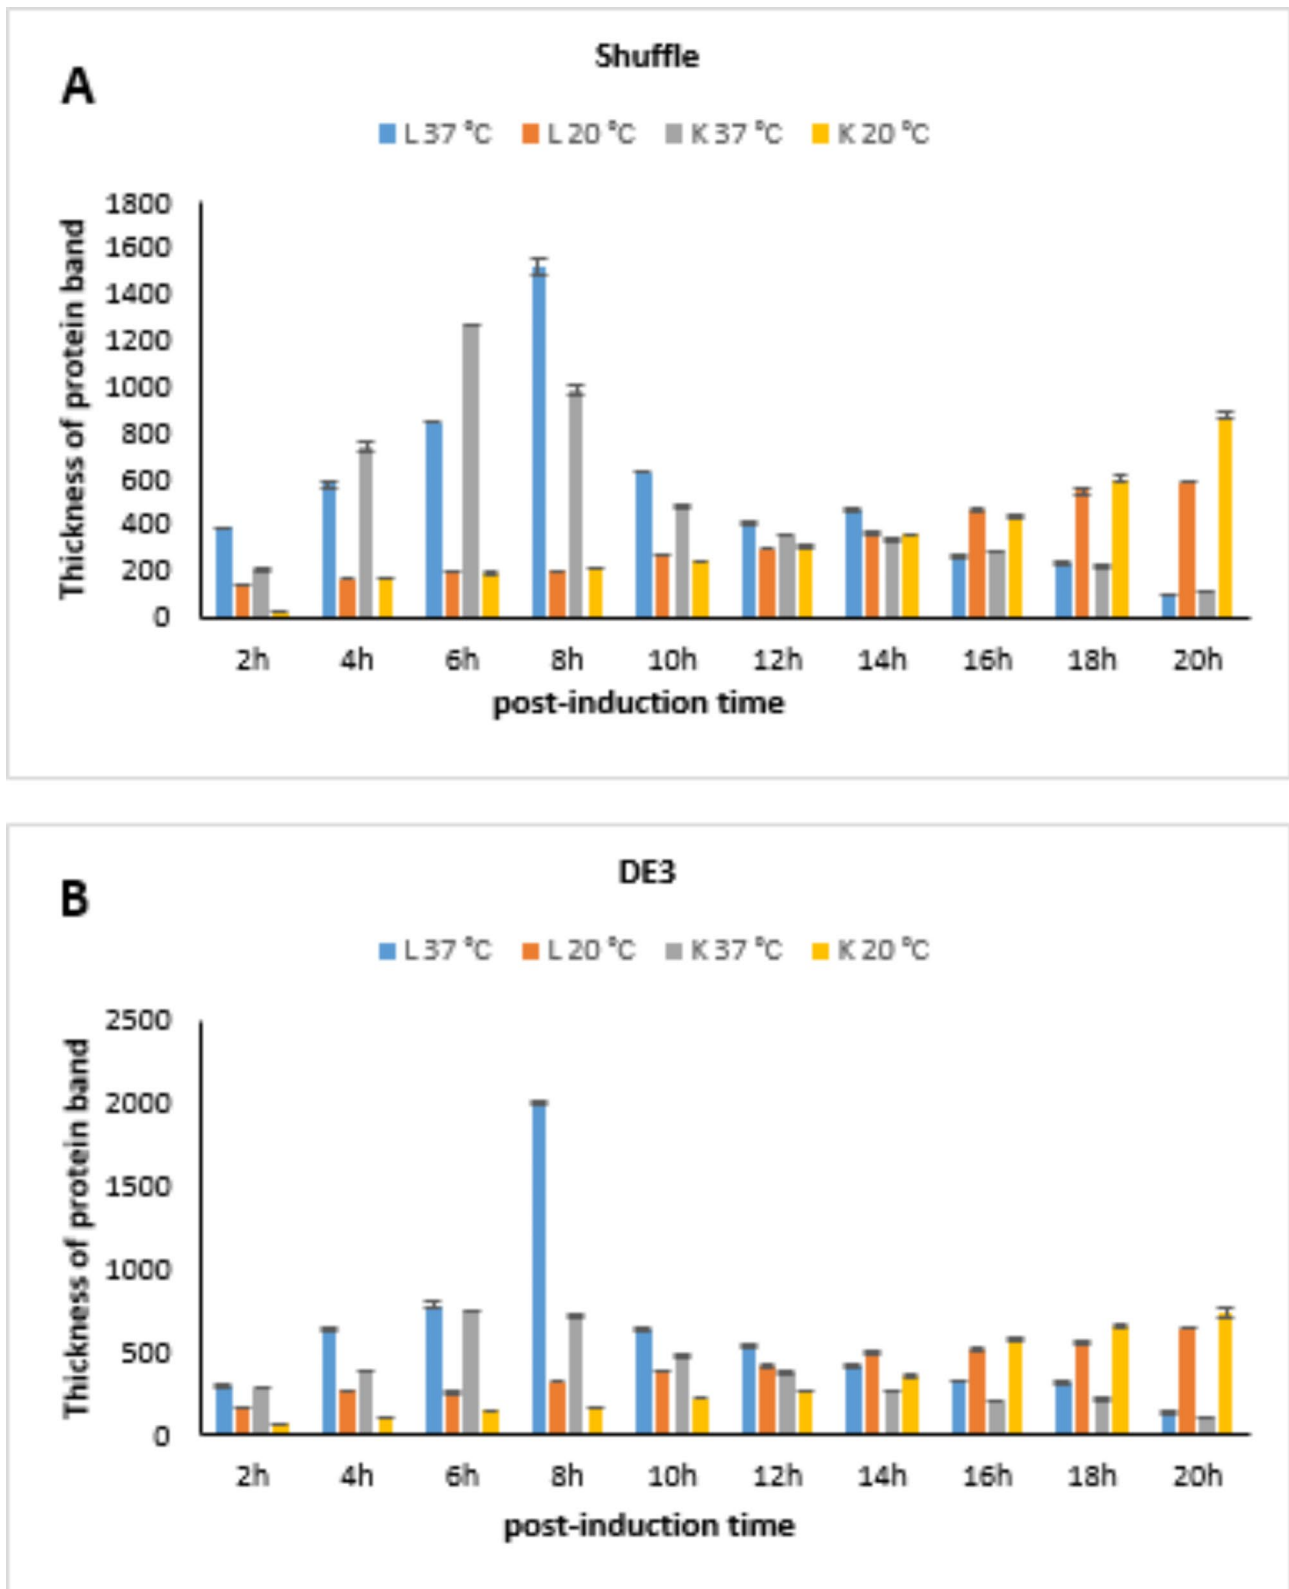 A
Shuffle
L 37 °C L 20 °C K 37 °C K 20 °C
Thickness of protein band
1800
1600
1400
1200
1000
800
600
400
200
0
2h 4h 6h 8h 10h 12h 14h 16h 18h 20h
post-induction time
B
DE3
L 37 °C L 20 °C K 37 °C K 20 °C
Thickness of protein band
2500
2000
1500
1000
500
0
2h 4h 6h 8h 10h 12h 14h 16h 18h 20h
post-induction time